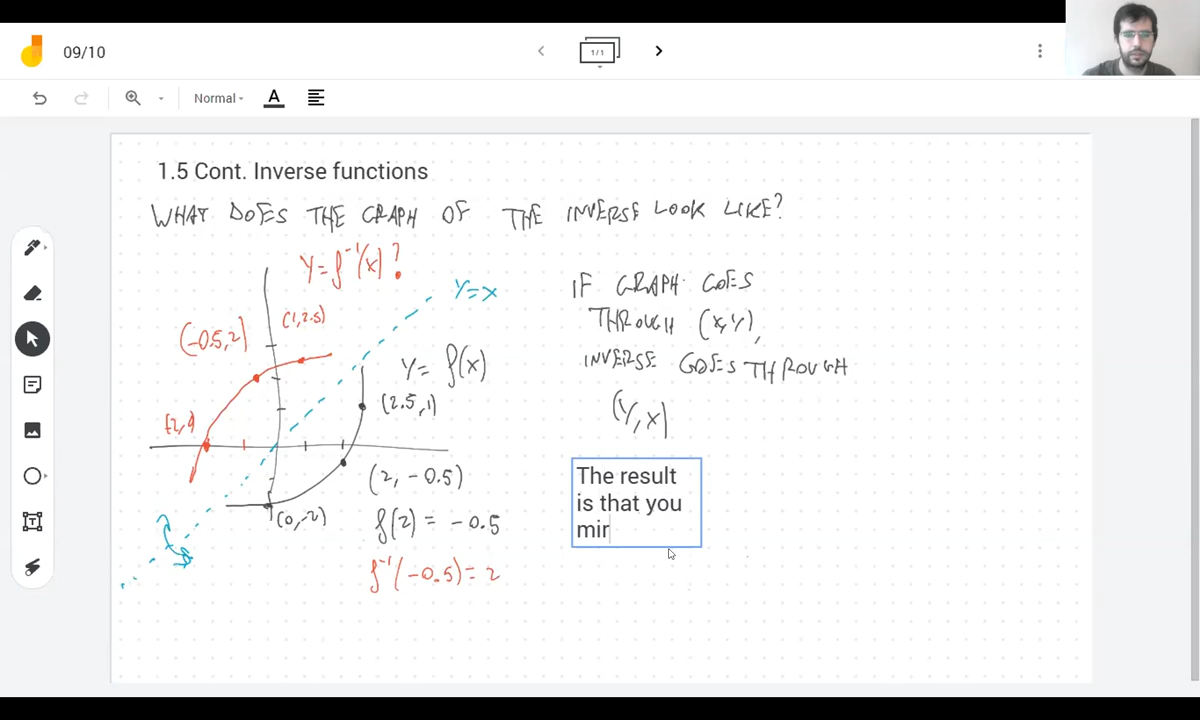 09/10
1/1
Normal
A
1.5 Cont. Inverse functions
WHAT DOES THE GRAPH OF THE INVERSE LOOK LIKE?
Y=f⁻¹(x)?
Y=x
(1,2.5)
(-0.5,2)
Y= f(x)
(2.5,1)
(2, -0.5)
(0,-2)
f(2) = -0.5
f⁻¹(-0.5)=2
IF GRAPH GOES
THROUGH (x,y),
INVERSE GOES THROUGH
(Y,x)
The result
is that you
mir